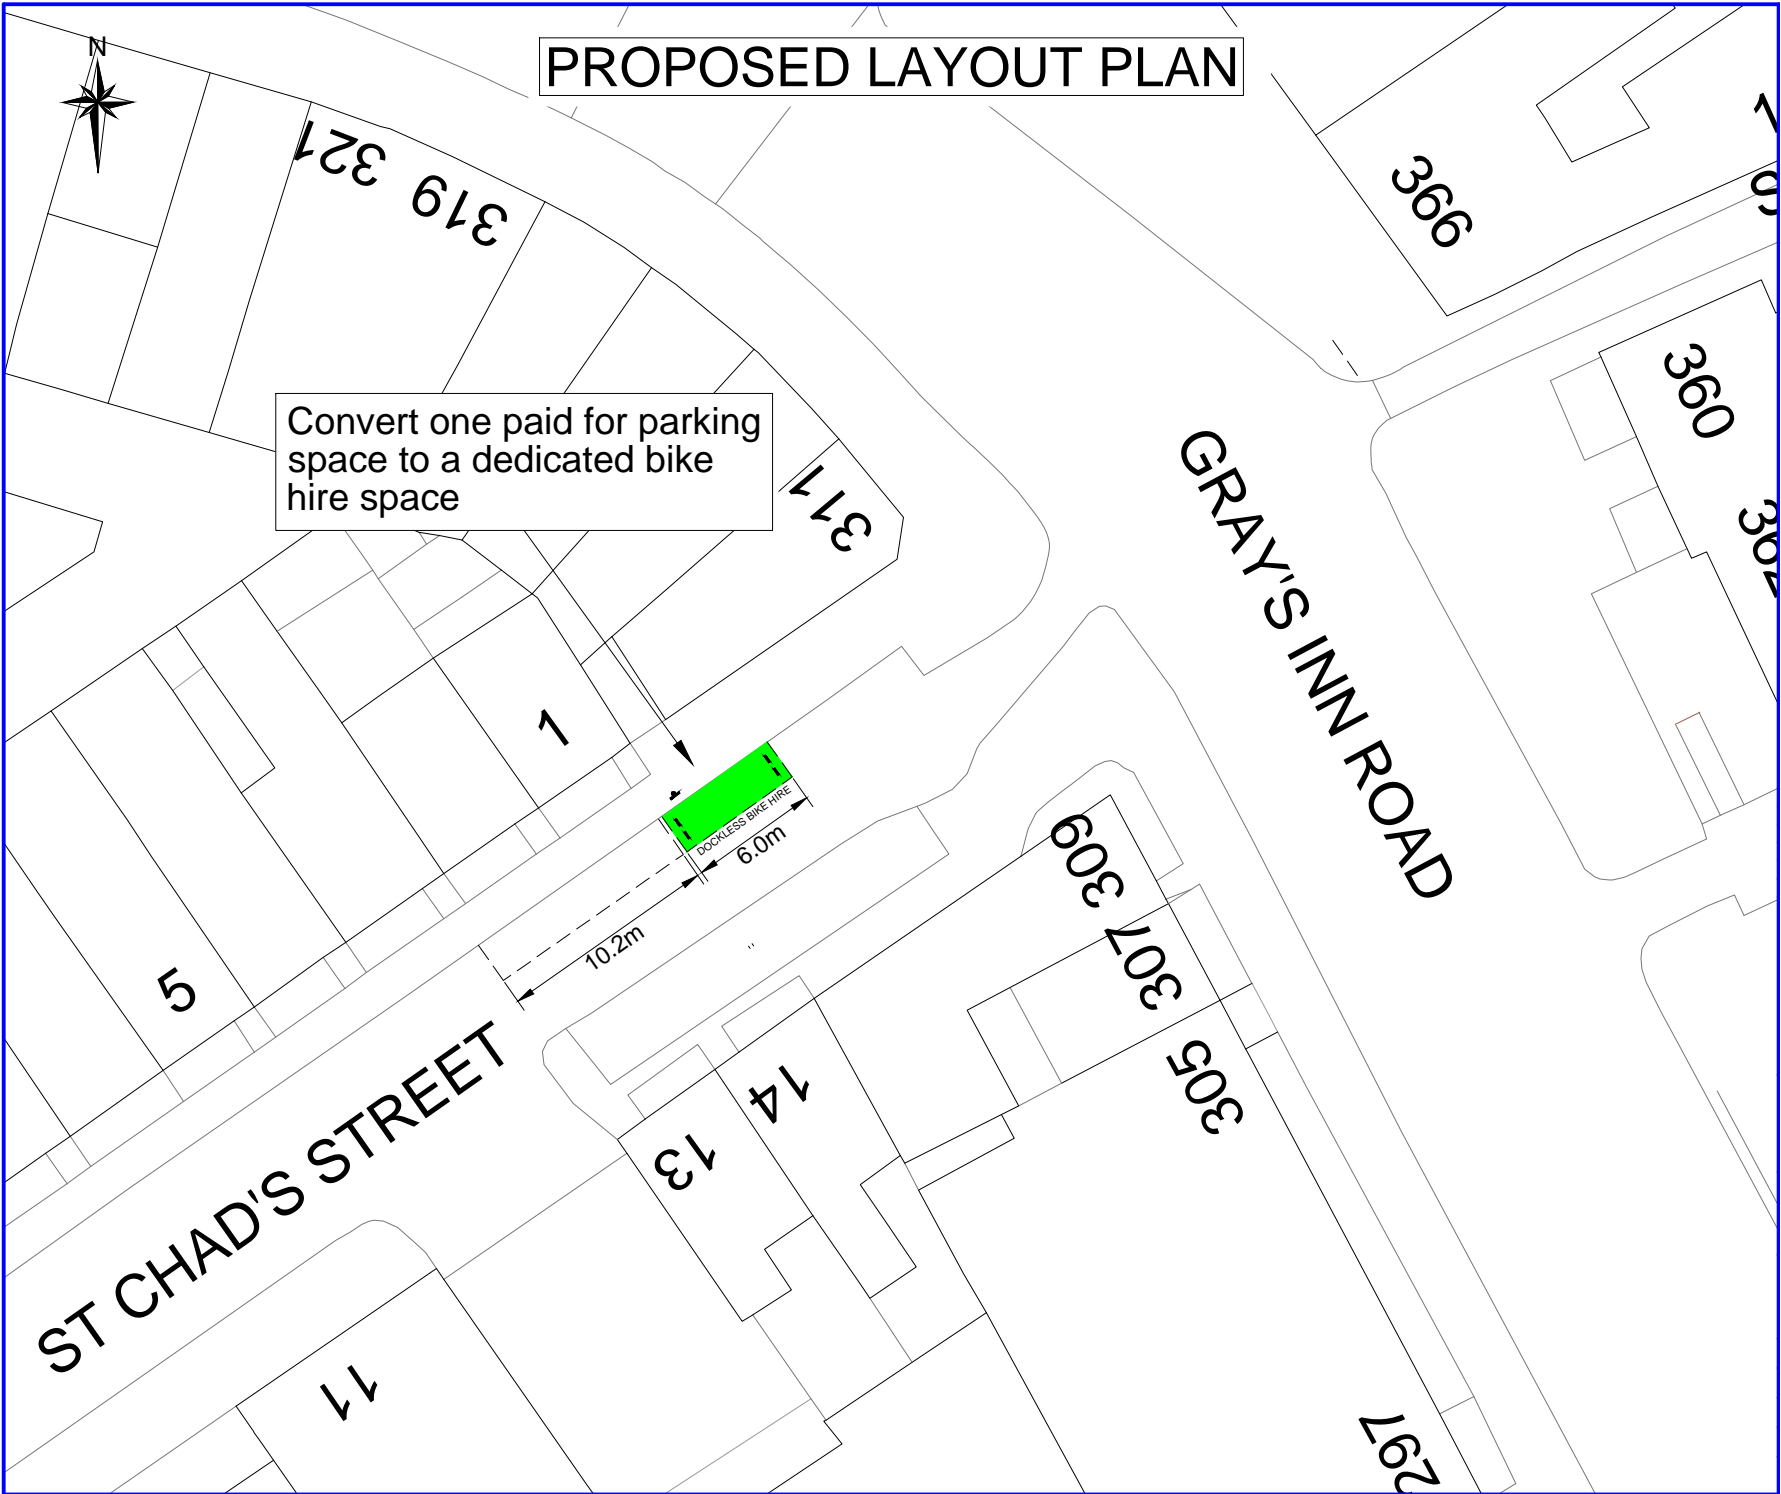 PROPOSED LAYOUT PLAN
N
321
319
399
360
Convert one paid for parking
space to a dedicated bike
hire space
311
GRAY'S INN ROAD
1
DOCKLESS BIKE HIRE
6.0m
10.2m
309
307
305
5
14
13
ST CHAD'S STREET
11
297